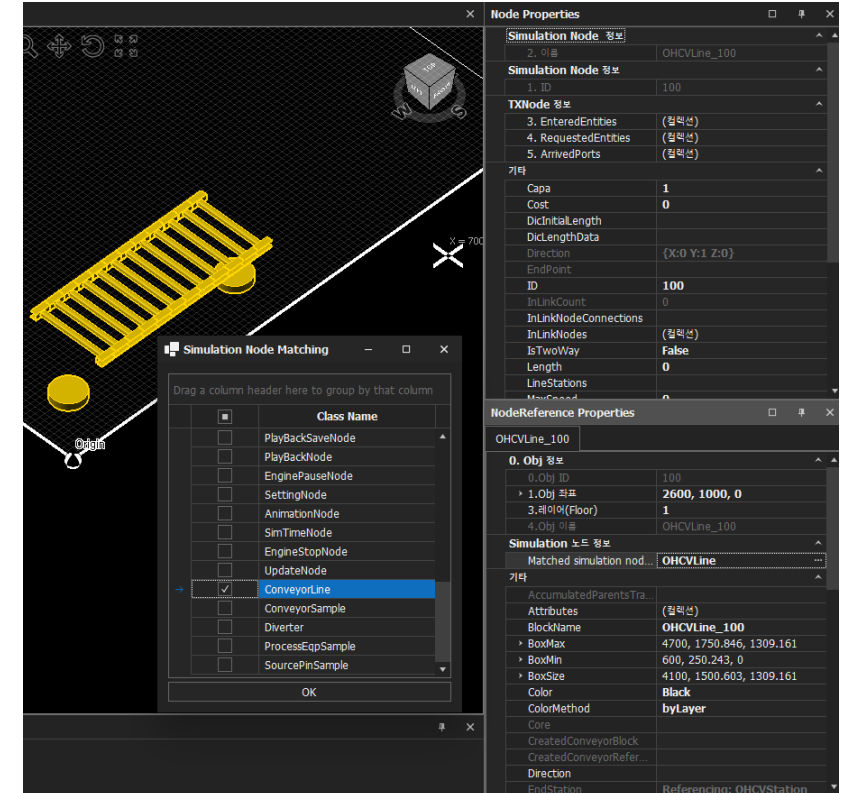 Node Properties
Simulation Node 정보
2. 이름 OHCVLine_100
Simulation Node 정보
1. ID 100
TXNode 정보
3. EnteredEntities (컬렉션)
4. RequestedEntities (컬렉션)
5. ArrivedPorts (컬렉션)
기타
Capa 1
Cost 0
DicInitialLength
DicLengthData
Direction {X:0 Y:1 Z:0}
EndPoint
ID 100
InLinkCount 0
InLinkNodeConnections
InLinkNodes (컬렉션)
IsTwoWay False
Length 0
LineStations
MaxSpeed 0
TOP
W
S
X = 700
Origin
Simulation Node Matching
Drag a column header here to group by that column
Class Name
PlayBackSaveNode
PlayBackNode
EnginePauseNode
SettingNode
AnimationNode
SimTimeNode
EngineStopNode
UpdateNode
ConveyorLine
ConveyorSample
Diverter
ProcessEqpSample
SourcePinSample
OK
NodeReference Properties
OHCVLine_100
0. Obj 정보
0.Obj ID 100
1.Obj 좌표 2600, 1000, 0
3.레이어(Floor) 1
4.Obj 이름 OHCVLine_100
Simulation 노드 정보
Matched simulation nod... OHCVLine ...
기타
AccumulatedParentsTra...
Attributes (컬렉션)
BlockName OHCVLine_100
BoxMax 4700, 1750.846, 1309.161
BoxMin 600, 250.243, 0
BoxSize 4100, 1500.603, 1309.161
Color Black
ColorMethod byLayer
Core
CreatedConveyorBlock
CreatedConveyorRefer...
Direction
EndStation Referencing: OHCVStation